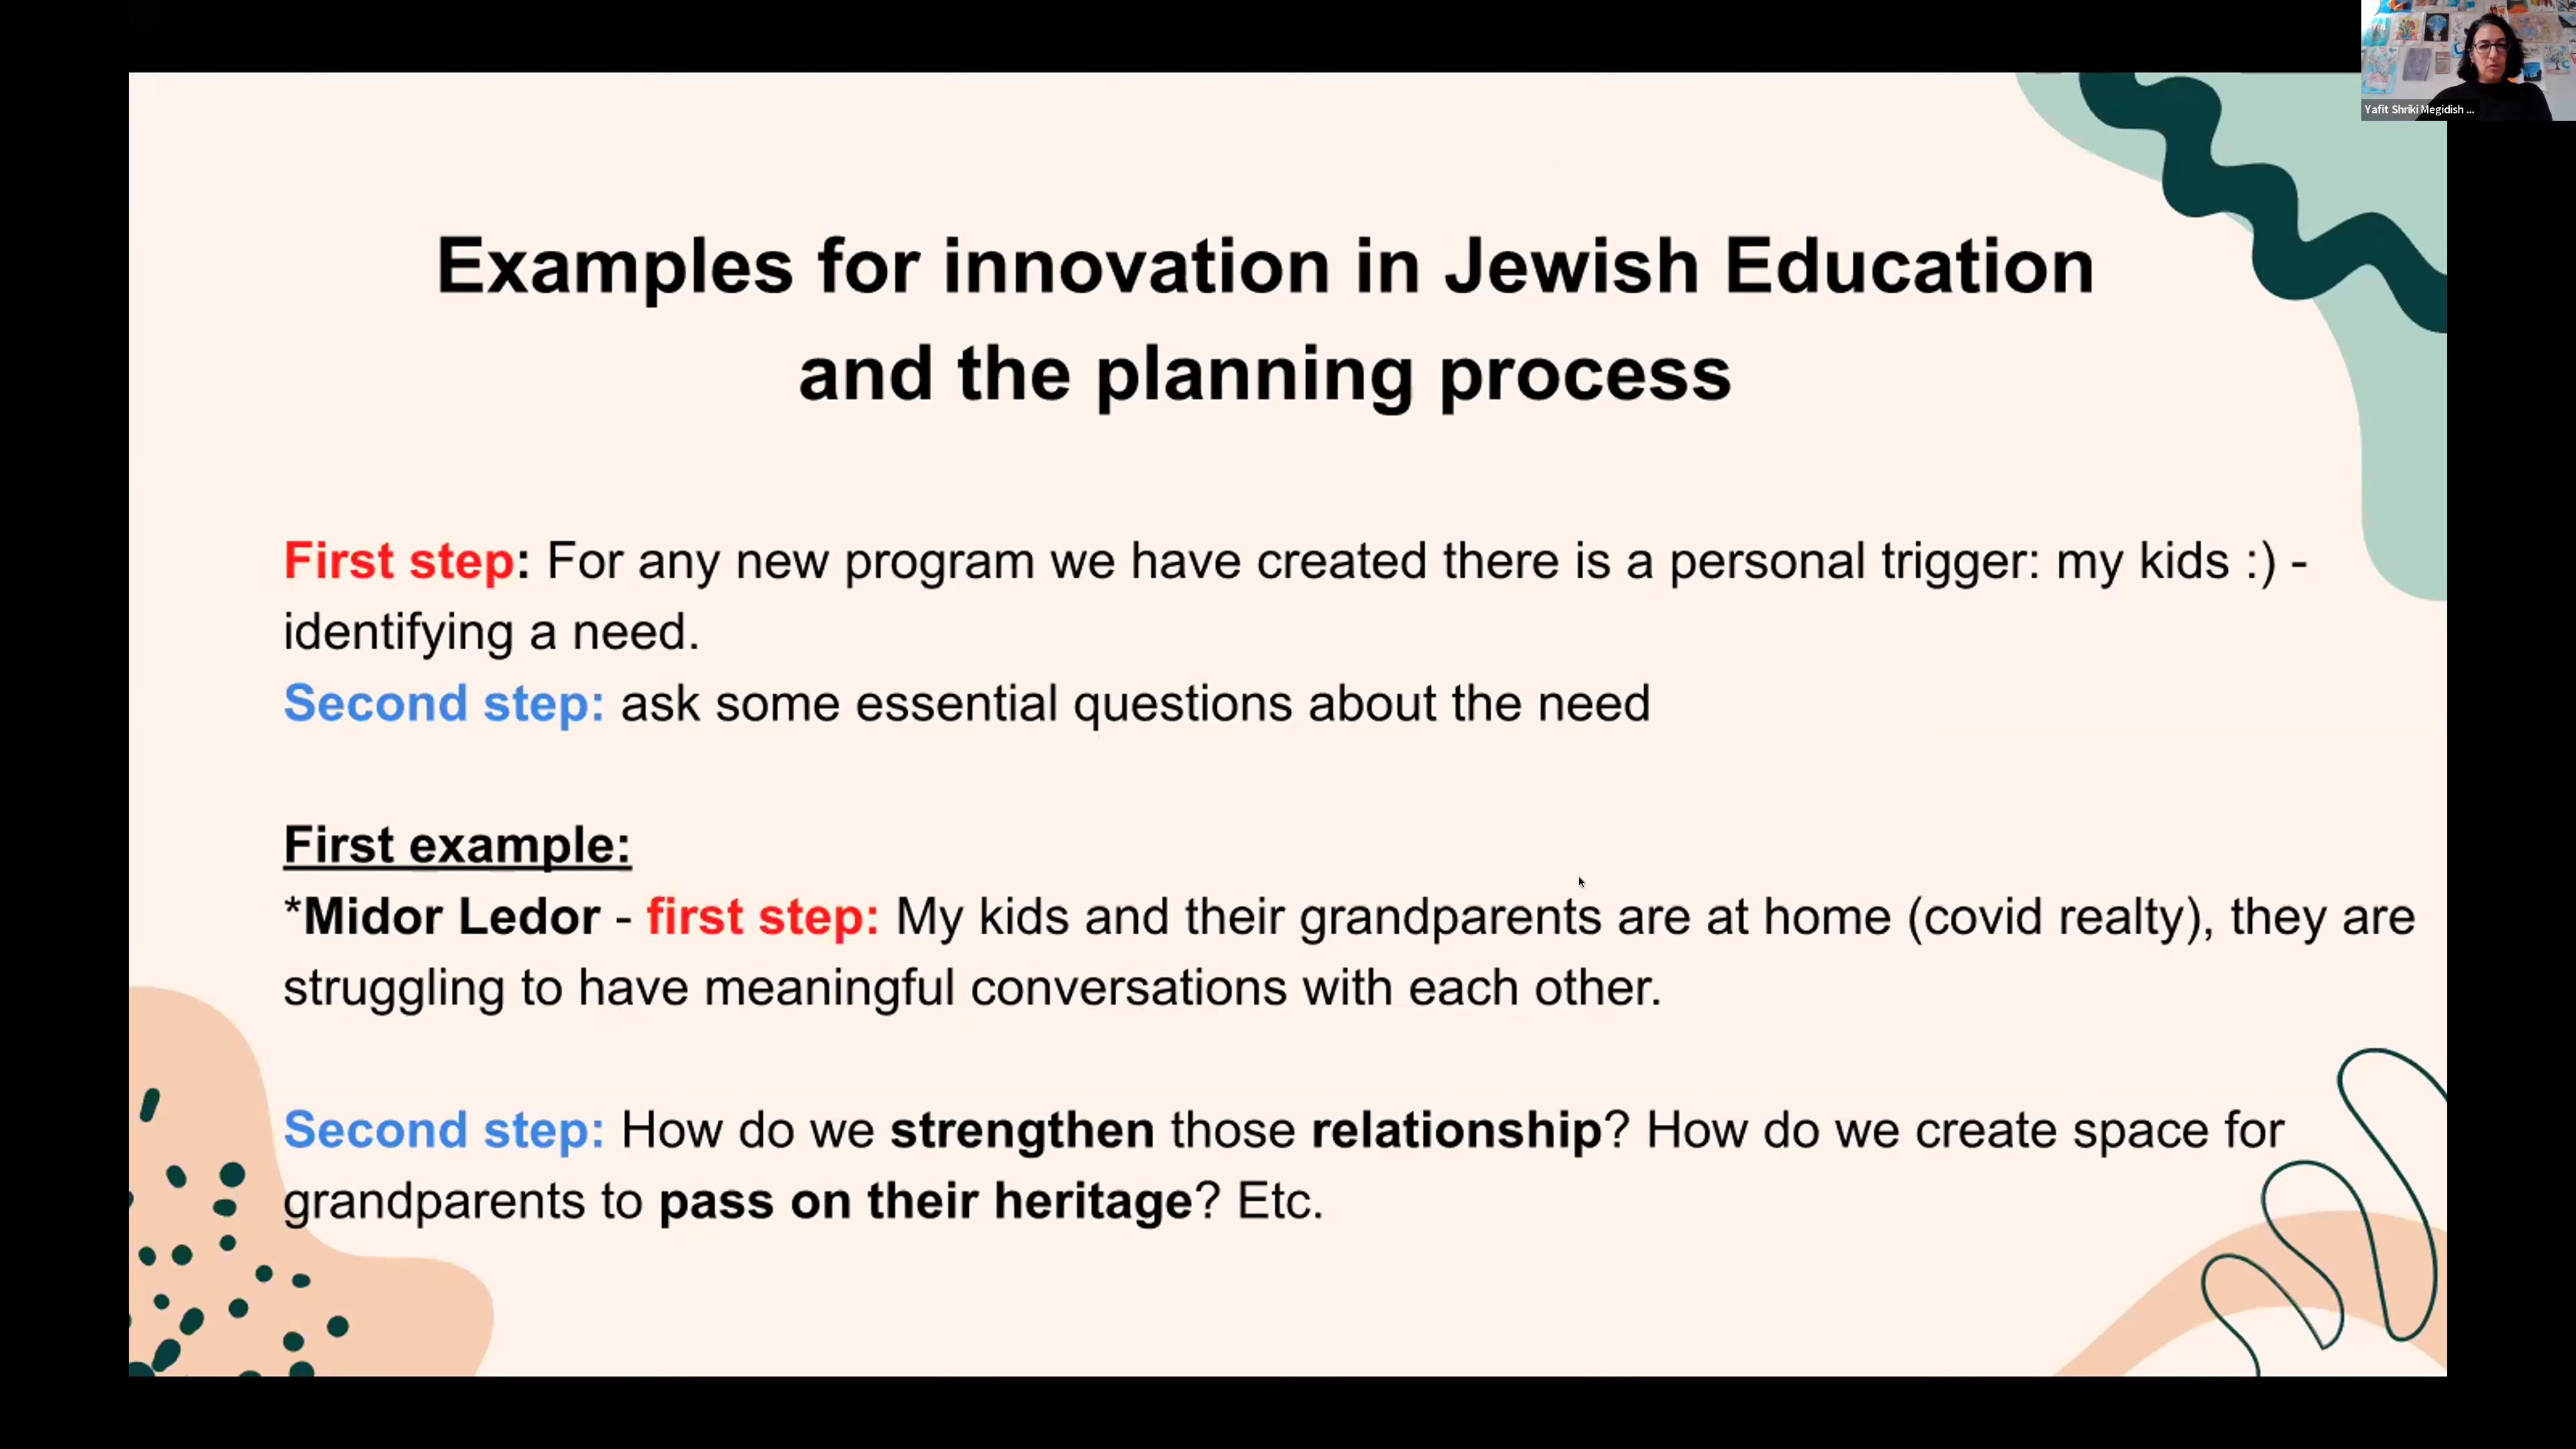 Yafit Shriki Megidish ...
Examples for innovation in Jewish Education
and the planning process
First step: For any new program we have created there is a personal trigger: my kids :) -
identifying a need.
Second step: ask some essential questions about the need
First example:
*Midor Ledor - first step: My kids and their grandparents are at home (covid realty), they are
struggling to have meaningful conversations with each other.
Second step: How do we strengthen those relationship? How do we create space for
grandparents to pass on their heritage? Etc.